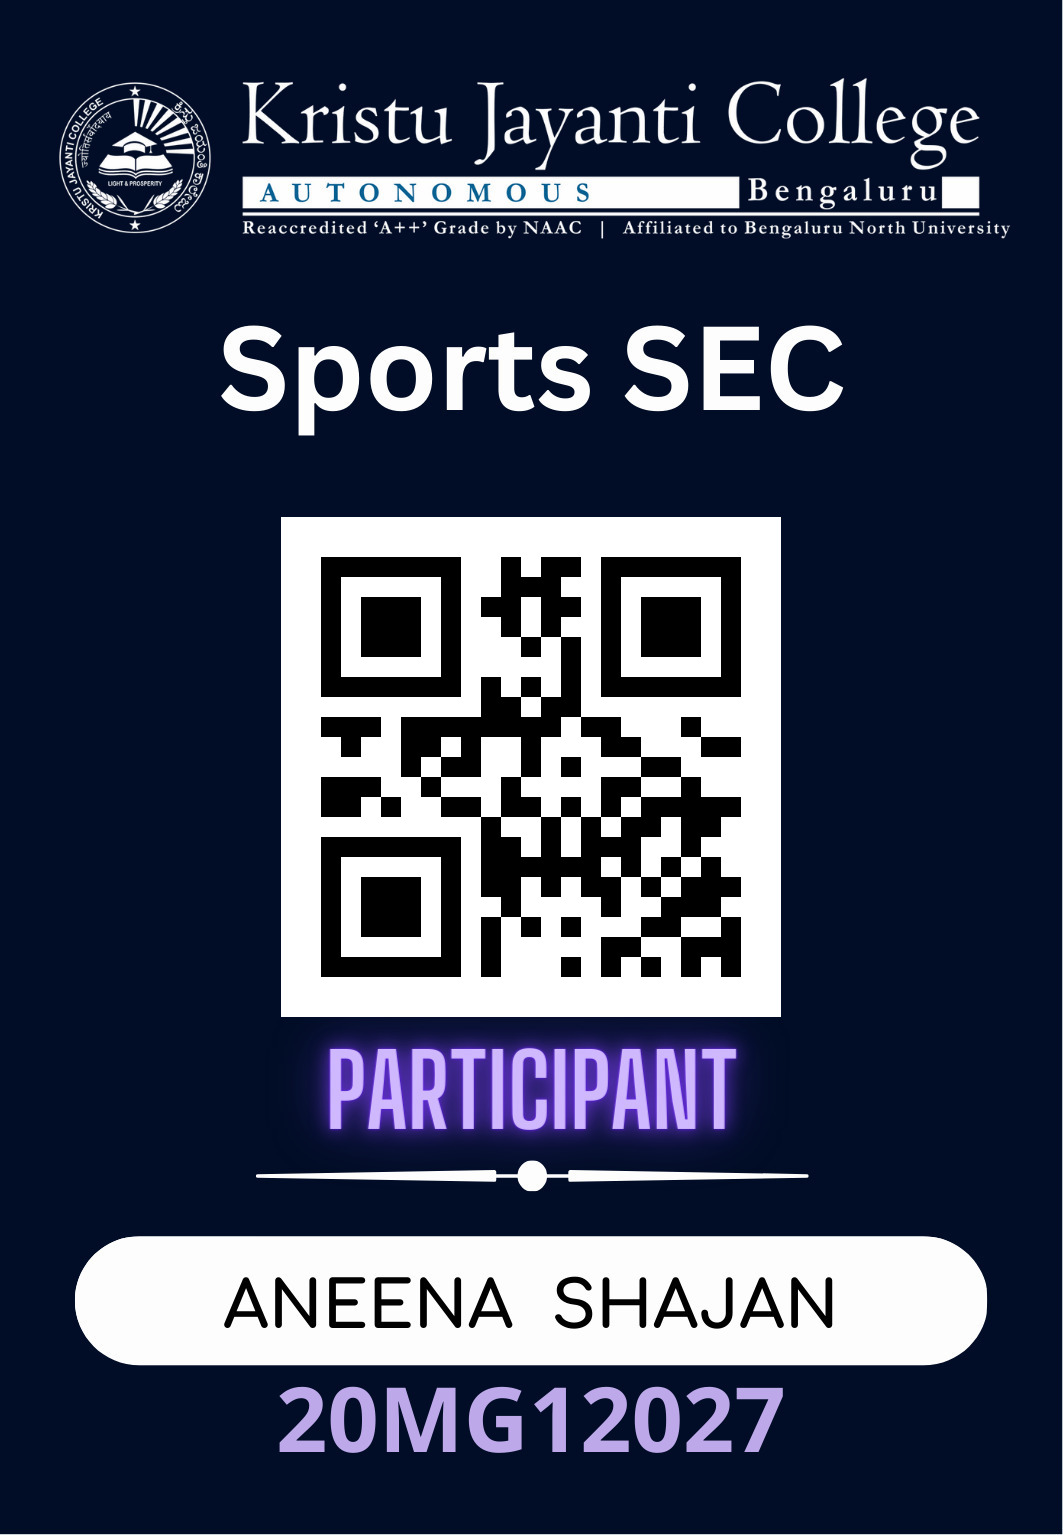 Kristu Jayanti College
AUTONOMOUS Bengaluru
Reaccredited ‘A++’ Grade by NAAC | Affiliated to Bengaluru North University
KRISTU JAYANTI COLLEGE
ಕ್ರಿಸ್ತು ಜಯಂತಿ ಕಾಲೇಜು
LIGHT & PROSPERITY
Sports SEC
PARTICIPANT
ANEENA SHAJAN
20MG12027